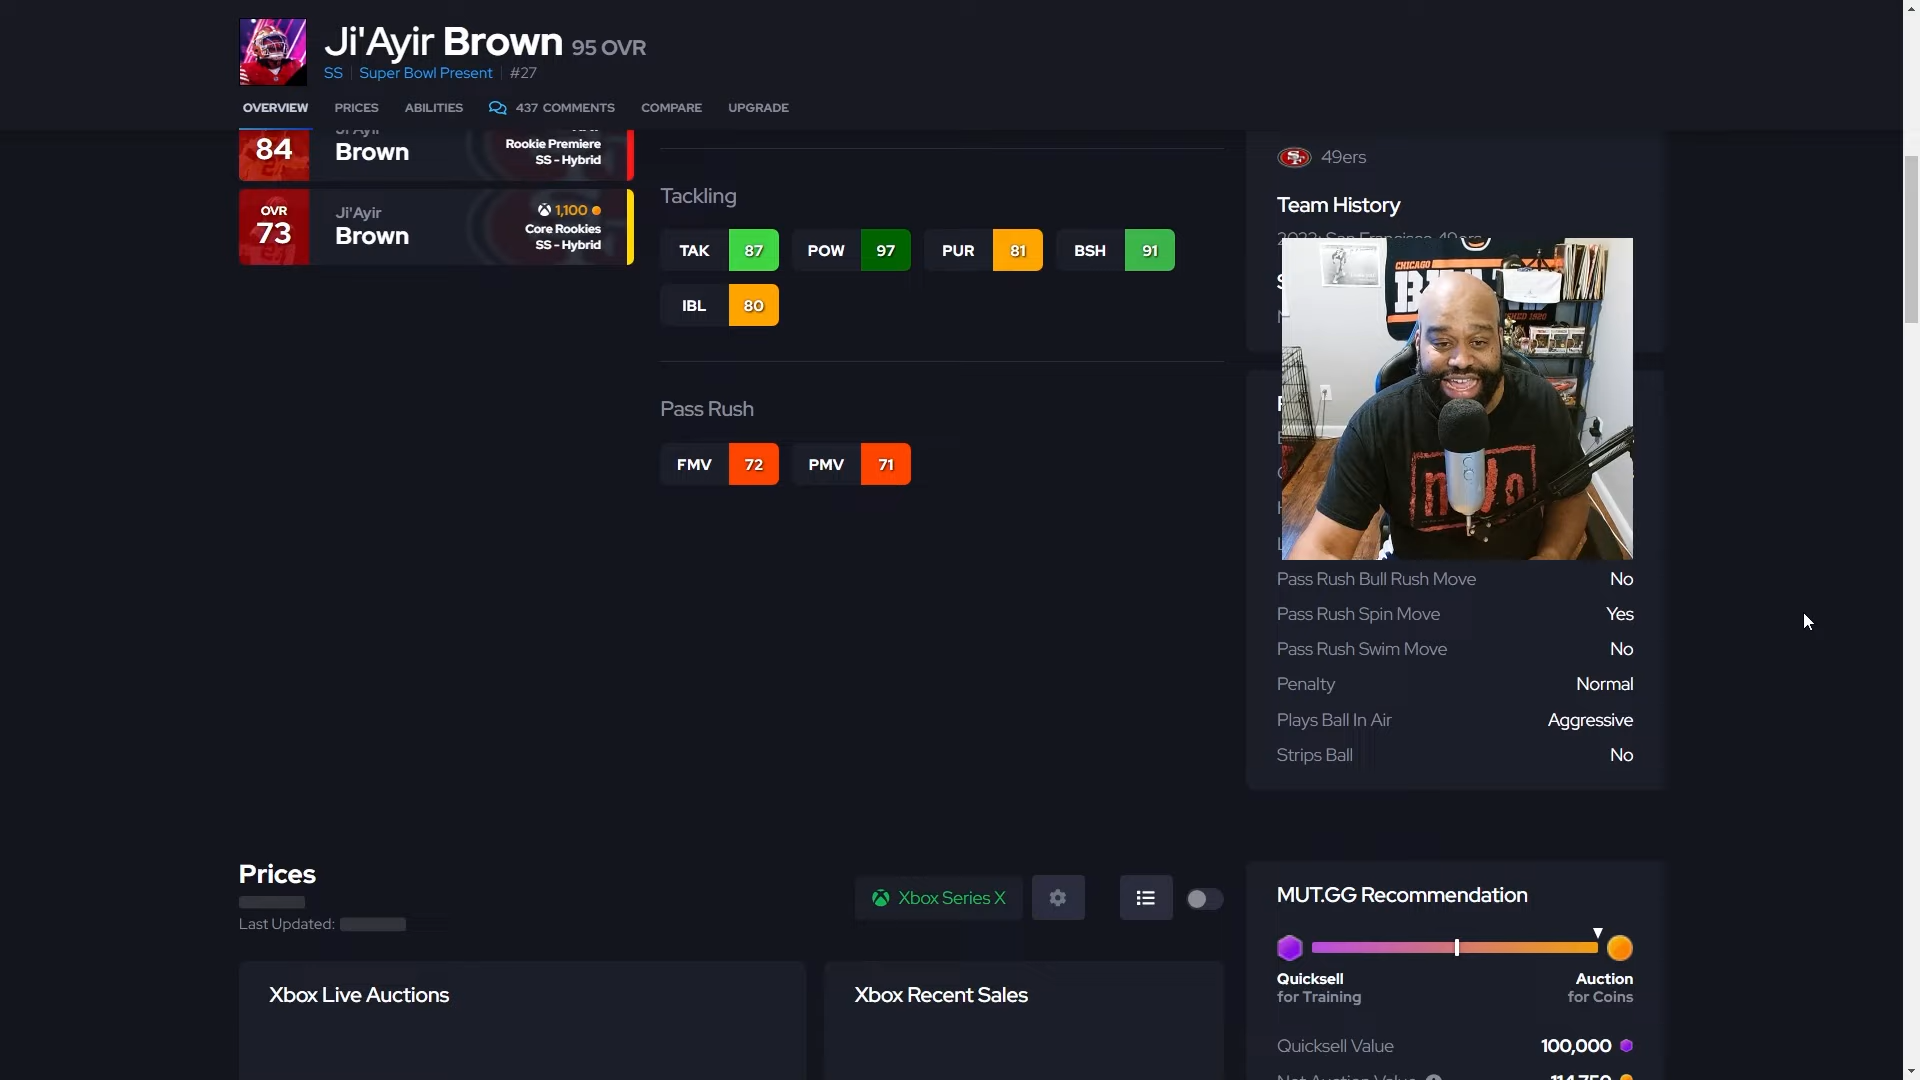 Ji'Ayir Brown 95 OVR
SS | Super Bowl Present | #27
OVERVIEW PRICES ABILITIES 437 COMMENTS COMPARE UPGRADE
84
Brown
Rookie Premiere
SS - Hybrid
OVR
73
Ji'Ayir
Brown
1,100
Core Rookies
SS - Hybrid
Tackling
TAK 87 POW 97 PUR 81 BSH 91
IBL 80
Pass Rush
FMV 72 PMV 71
49ers
Team History
CHICAGO
Pass Rush Bull Rush Move No
Pass Rush Spin Move Yes
Pass Rush Swim Move No
Penalty Normal
Plays Ball In Air Aggressive
Strips Ball No
Prices
Last Updated:
Xbox Series X
Xbox Live Auctions
Xbox Recent Sales
MUT.GG Recommendation
Quicksell
for Training
Auction
for Coins
Quicksell Value 100,000